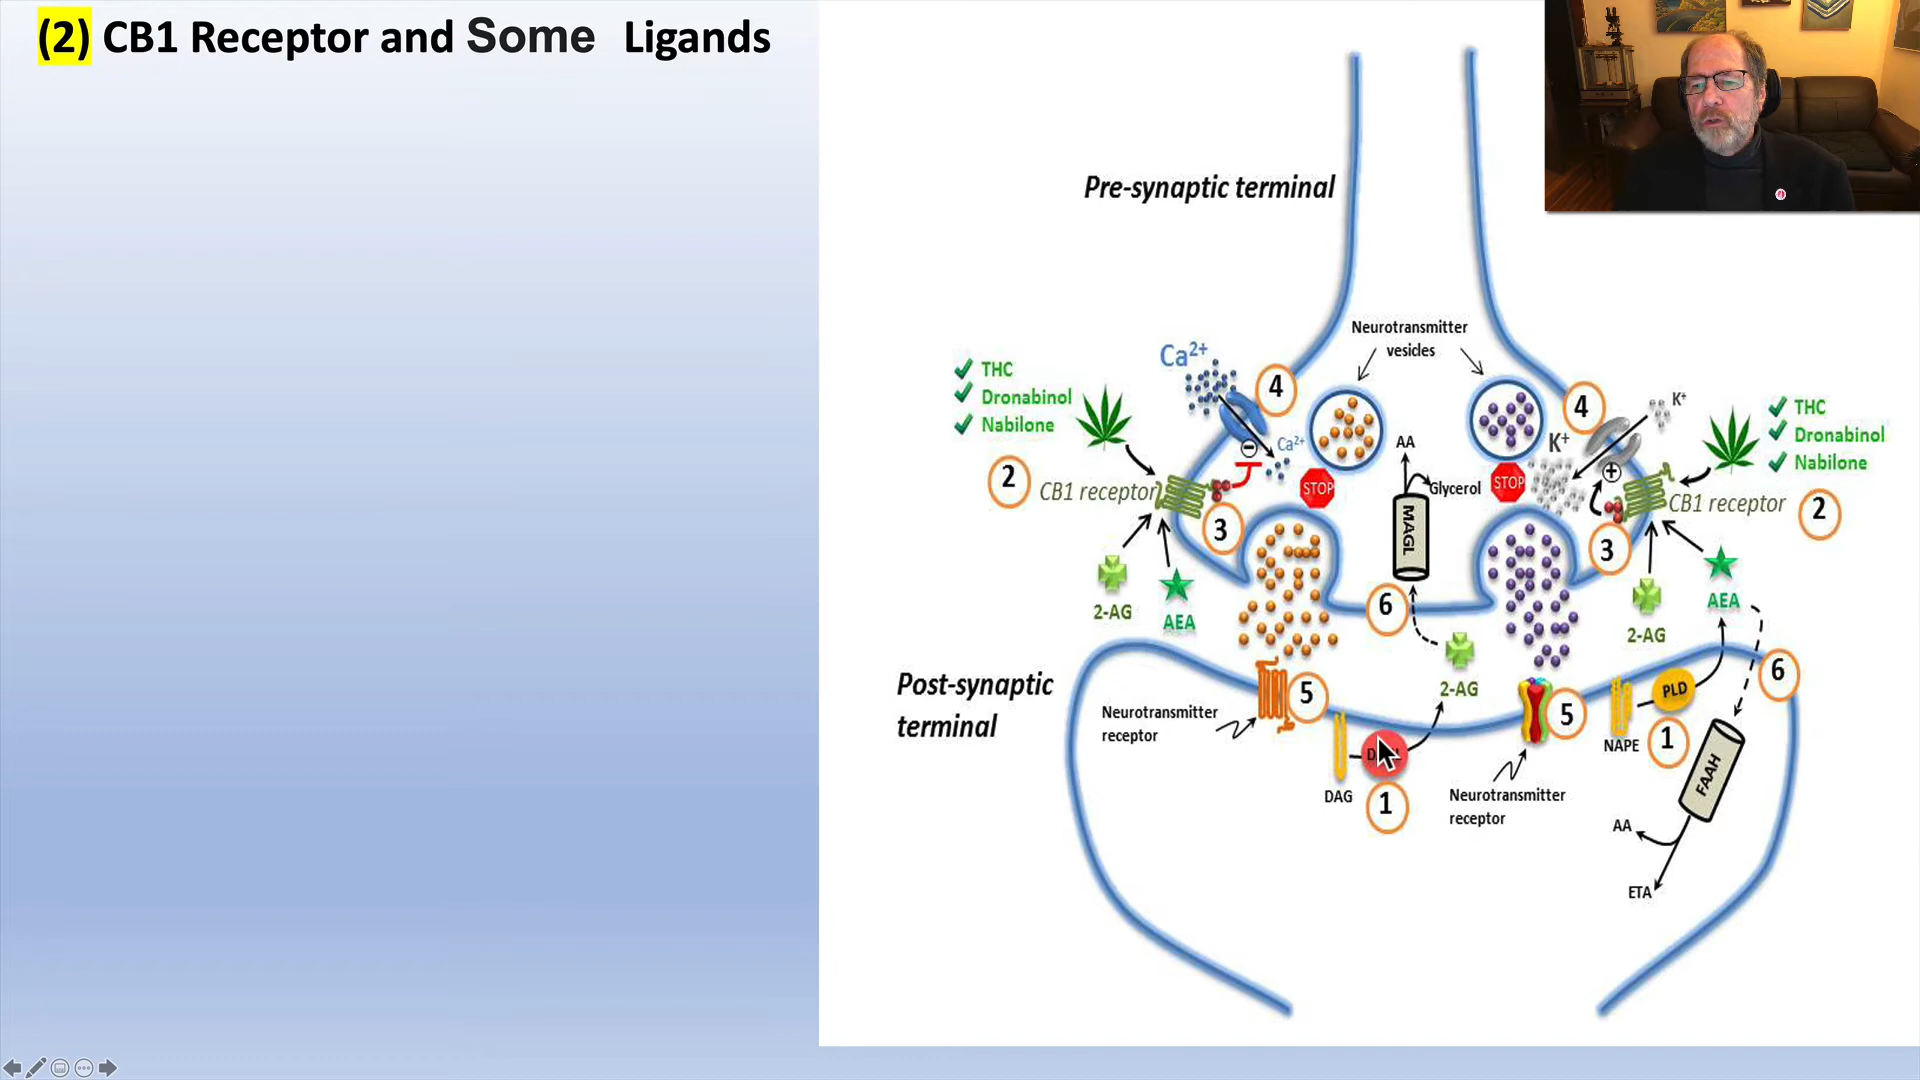 (2) CB1 Receptor and Some Ligands
Pre-synaptic terminal
Neurotransmitter
vesicles
Ca2+
4
THC
Dronabinol
Nabilone
Ca2+
−
2
CB1 receptor
3
STOP
AA
Glycerol
MAGL
STOP
K+
K+
4
+
THC
Dronabinol
Nabilone
CB1 receptor
2
3
2-AG
AEA
6
2-AG
2-AG
AEA
Post-synaptic
terminal
Neurotransmitter
receptor
5
DAG
1
Neurotransmitter
receptor
5
NAPE
PLD
1
6
FAAH
AA
ETA